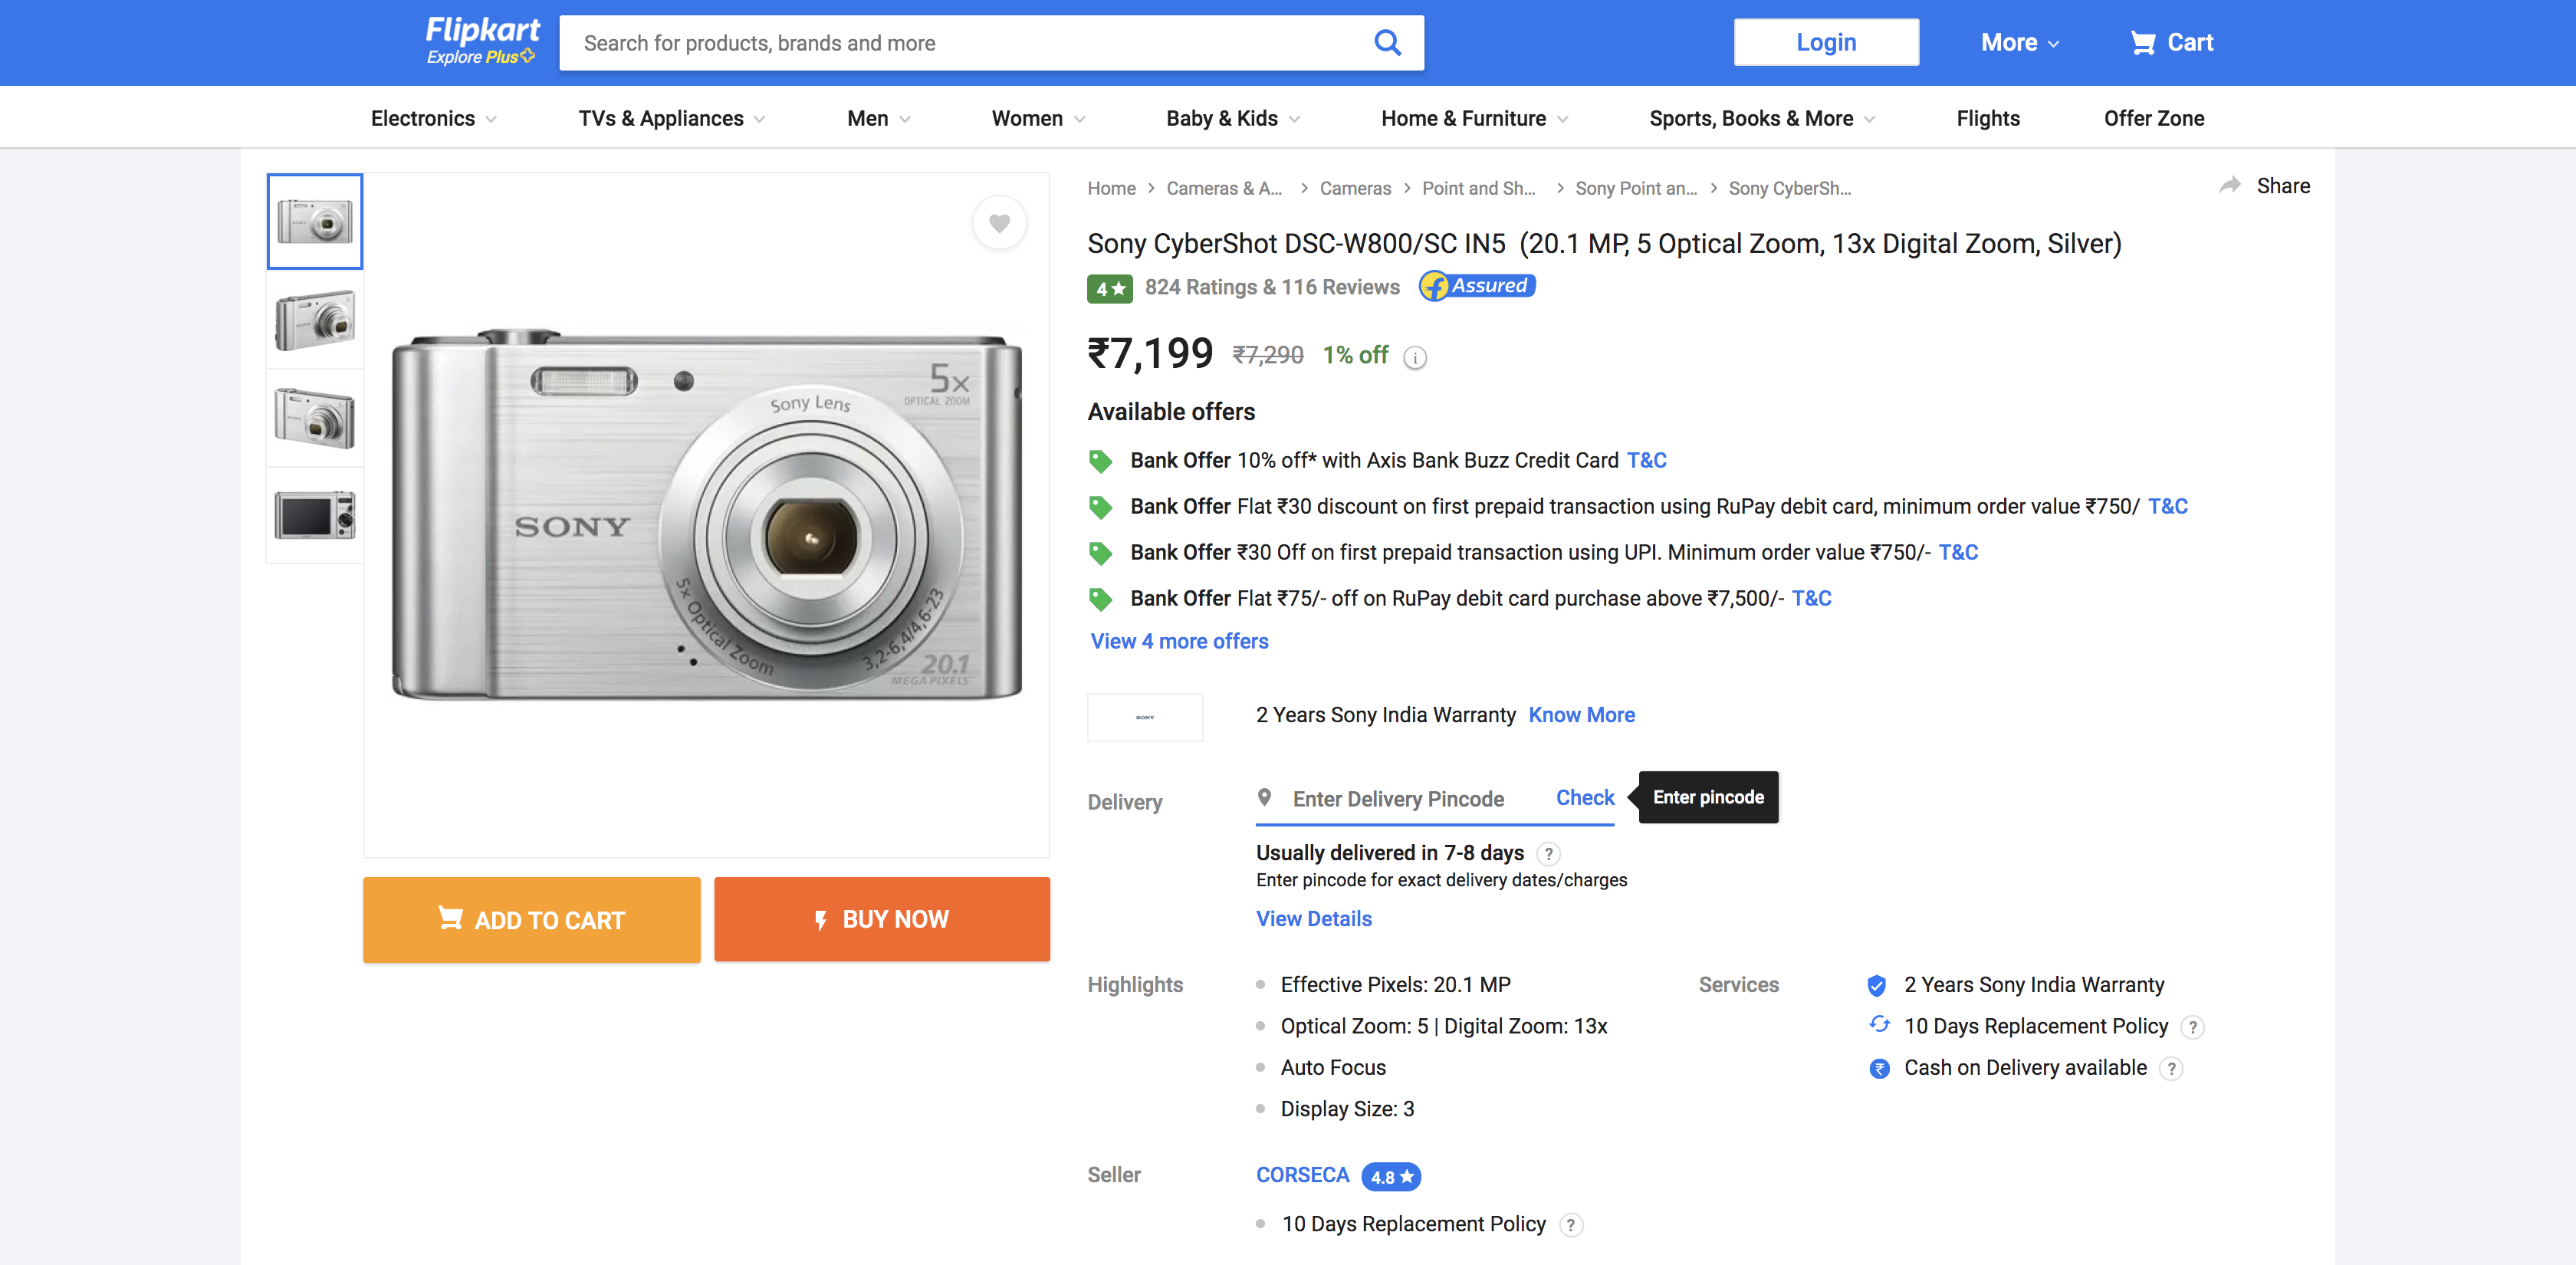 Flipkart
Explore Plus
Search for products, brands and more
Login
More
Cart
Electronics
TVs & Appliances
Men
Women
Baby & Kids
Home & Furniture
Sports, Books & More
Flights
Offer Zone
Home > Cameras & A... > Cameras > Point and Sh... > Sony Point an... > Sony CyberSh...
Share
Sony CyberShot DSC-W800/SC IN5 (20.1 MP, 5 Optical Zoom, 13x Digital Zoom, Silver)
4★ 824 Ratings & 116 Reviews
Assured
₹7,199 ₹7,290 1% off
Available offers
Bank Offer 10% off* with Axis Bank Buzz Credit Card T&C
Bank Offer Flat ₹30 discount on first prepaid transaction using RuPay debit card, minimum order value ₹750/ T&C
Bank Offer ₹30 Off on first prepaid transaction using UPI. Minimum order value ₹750/- T&C
Bank Offer Flat ₹75/- off on RuPay debit card purchase above ₹7,500/- T&C
View 4 more offers
5x
OPTICAL ZOOM
Sony Lens
SONY
5x Optical Zoom
3,2-6,4/4,6-23
20.1
MEGA PIXELS
SONY
2 Years Sony India Warranty Know More
Delivery
Enter Delivery Pincode
Check
Enter pincode
Usually delivered in 7-8 days ?
Enter pincode for exact delivery dates/charges
View Details
ADD TO CART
BUY NOW
Highlights
Effective Pixels: 20.1 MP
Optical Zoom: 5 | Digital Zoom: 13x
Auto Focus
Display Size: 3
Services
2 Years Sony India Warranty
10 Days Replacement Policy ?
Cash on Delivery available ?
Seller
CORSECA 4.8★
10 Days Replacement Policy ?